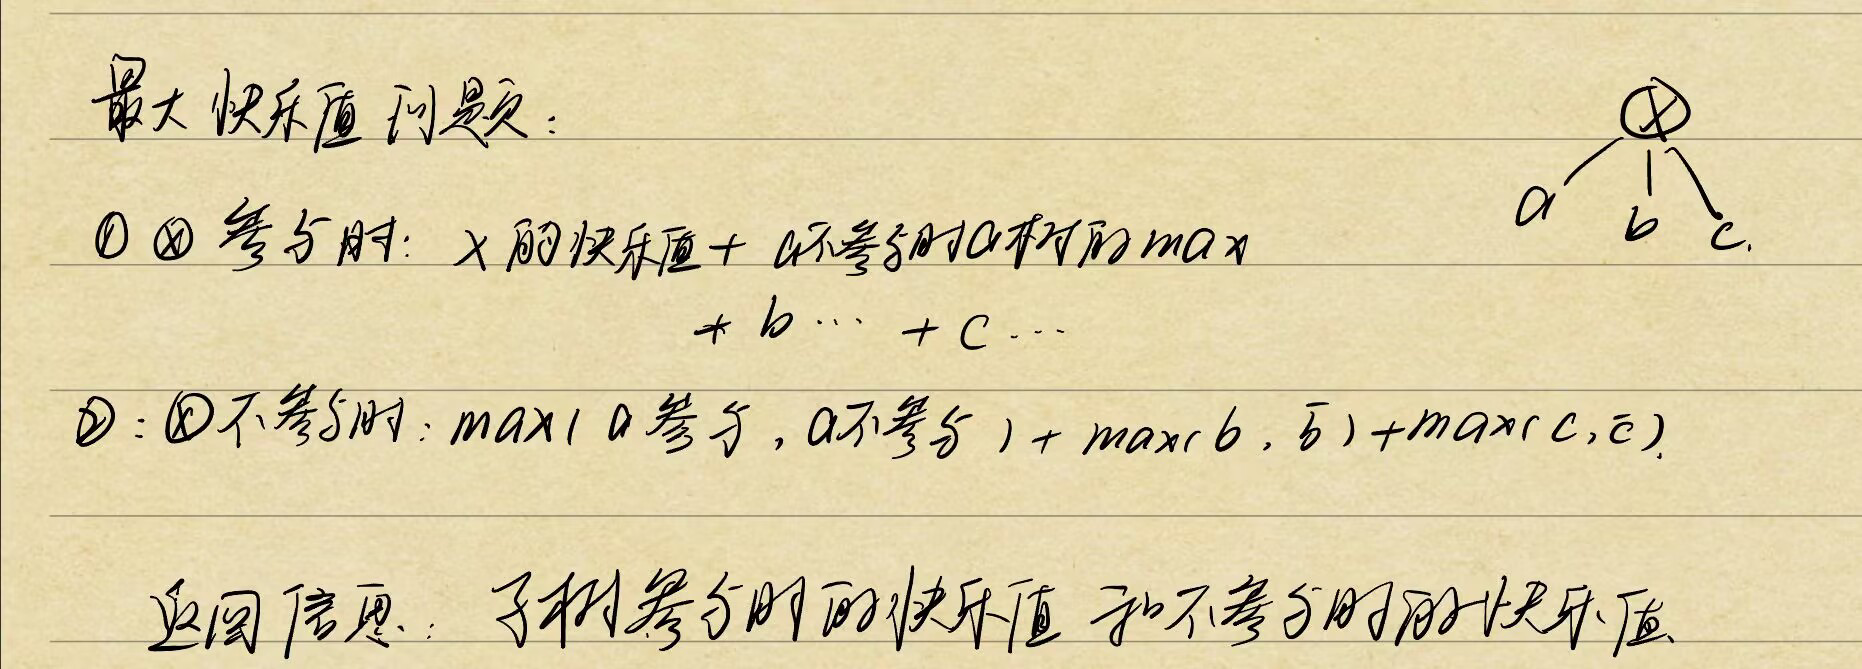 最大快乐值问题：
X
a
b
c.
① Ⓧ 参与时：X的快乐值+ a不参与时a树的max
+ b… + c…
②：Ⓧ不参与时：max(a参与，a不参与)+max(b，b̄)+max(c，c̄).
返回信息：子树参与时的快乐值和不参与时的快乐值、